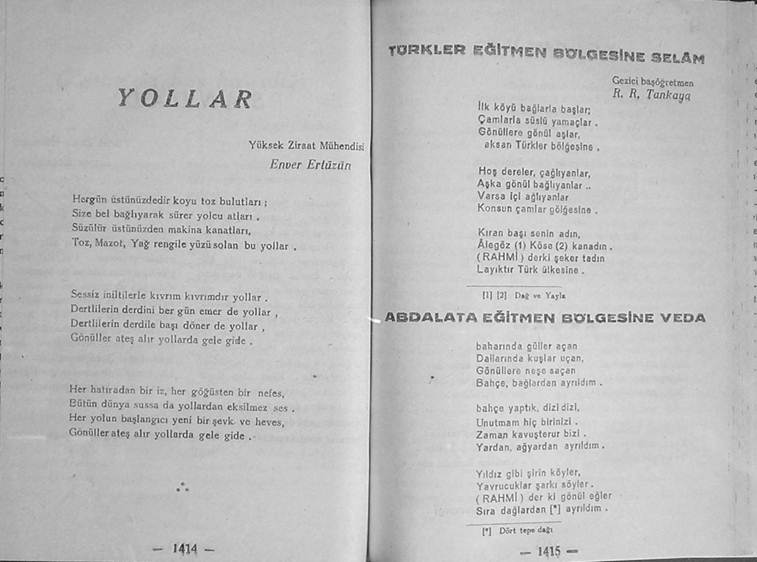 YOLLAR
Yüksek Ziraat Mühendisi
Enver Ertüzün
Hergün üstünüzdedir koyu toz bulutları ;
Size bel bağlıyarak sürer yolcu atları .
Süzülür üstünüzden makina kanatları,
Toz, Mazot, Yağ rengile yüzü solan bu yollar .
Sessiz iniltilerle kıvrım kıvrımdır yollar .
Dertlilerin derdini her gün emer de yollar ,
Dertlilerin derdile başı döner de yollar ,
Gönüller ateş alır yollarda gele gide .
Her hatıradan bir iz, her göğüsten bir nefes,
Bütün dünya sussa da yollardan eksilmez ses .
Her yolun başlangıcı yeni bir şevk ve heves,
Gönüller ateş alır yollarda gele gide .
— 1414 —
TÜRKLER EĞİTMEN BÖLGESİNE SELÂM
Gezici başöğretmen
R. R, Tankaya
İlk köyü bağlarla başlar;
Çamlarla süslü yamaçlar .
Gönüllere gönül aşlar,
aksan Türkler bölgesine .
Hoş dereler, çağlıyanlar,
Aşka gönül bağlıyanlar ..
Varsa içi ağlıyanlar
Konsun çamlar gölgesine .
Kıran başı senin adın,
Âlegöz (1) Köse (2) kanadın .
( RAHMİ ) derki şeker tadın
Layıktır Türk ülkesine .
[1] [2] Dağ ve Yayla
ABDALATA EĞİTMEN BÖLGESİNE VEDA
baharında güller açan
Dallarında kuşlar uçan,
Gönüllere neşe saçan
Bahçe, bağlardan ayrıldım .
bahçe yaptık, dizi dizi,
Unutmam hiç birinizi .
Zaman kavuşterur bizi .
Yardan, ağyardan ayrıldım .
Yıldız gibi şirin köyler,
Yavrucuklar şarkı söyler .
( RAHMİ ) der ki gönül eğler
Sıra dağlardan [*] ayrıldım .
[*] Dört tepe dağı
— 1415 —